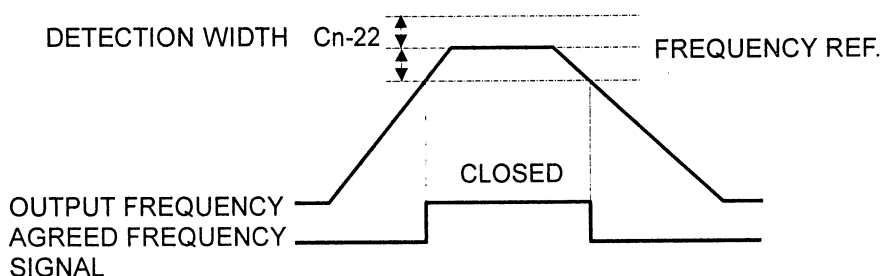 DETECTION WIDTH Cn-22
FREQUENCY REF.
CLOSED
OUTPUT FREQUENCY
AGREED FREQUENCY
SIGNAL